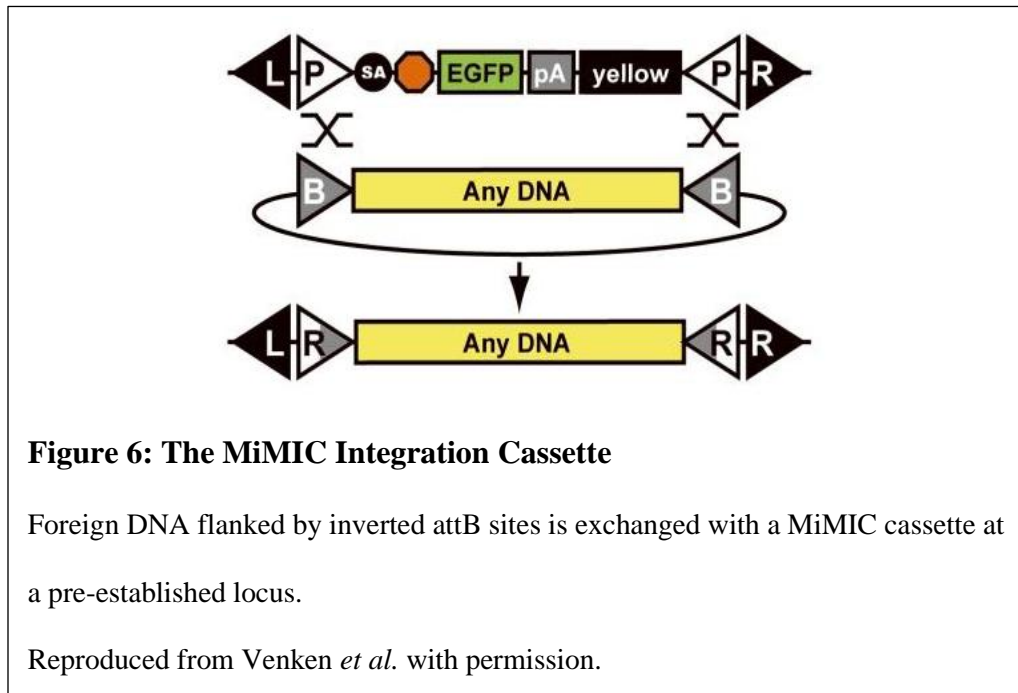 L P SA EGFP pA yellow P R
B Any DNA B
L R Any DNA R R
Figure 6: The MiMIC Integration Cassette
Foreign DNA flanked by inverted attB sites is exchanged with a MiMIC cassette at
a pre-established locus.
Reproduced from Venken et al. with permission.